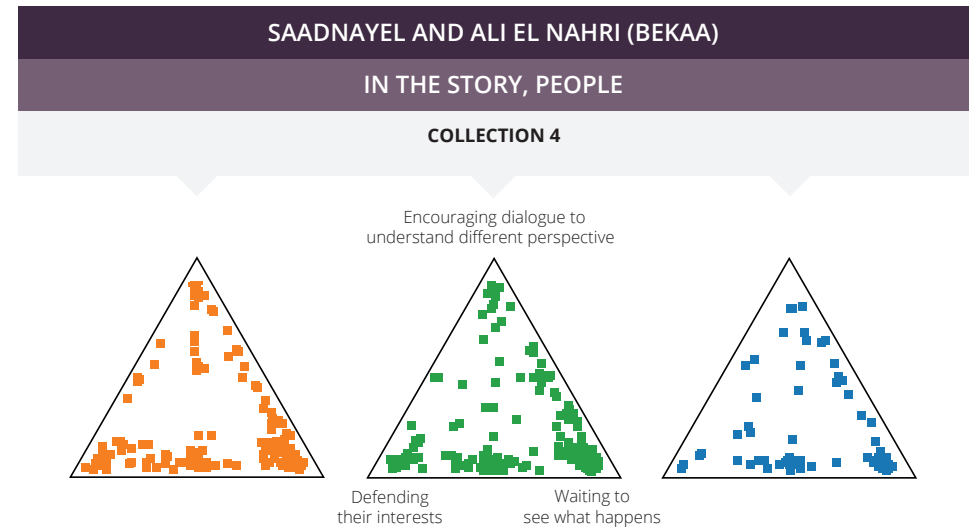 SAADNAYEL AND ALI EL NAHRI (BEKAA)
IN THE STORY, PEOPLE
COLLECTION 4
Encouraging dialogue to
understand different perspective
Defending
their interests
Waiting to
see what happens